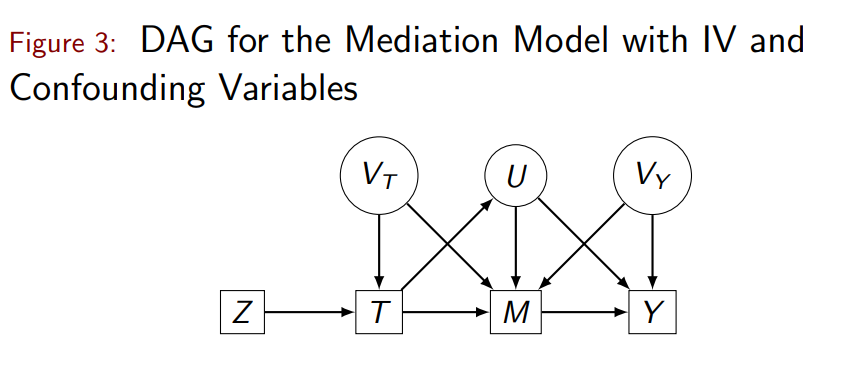 Figure 3: DAG for the Mediation Model with IV and
Confounding Variables
V_T U V_Y
Z T M Y